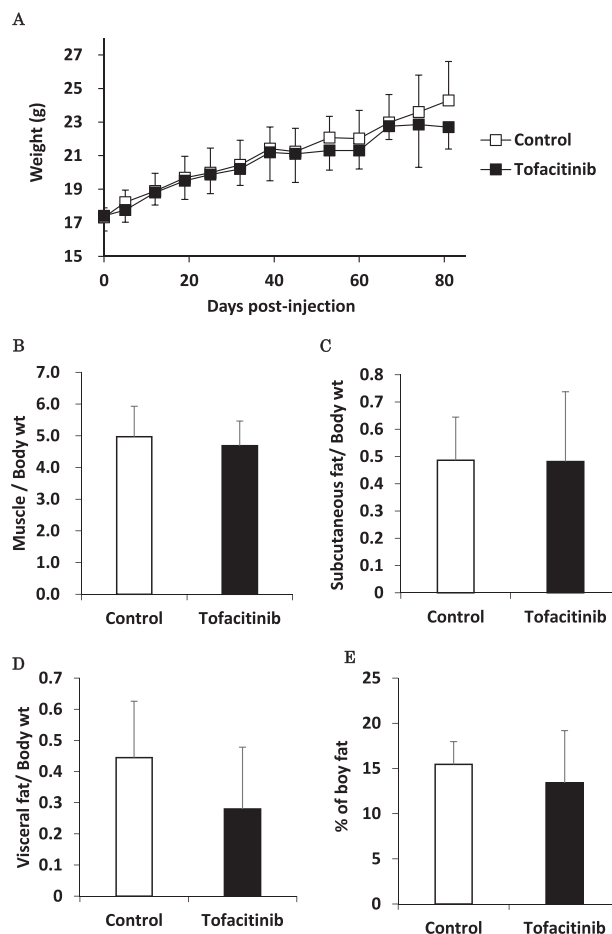 A
27
25
23
21
19
17
15
Weight (g)
0 20 40 60 80
Days post-injection
Control
Tofacitinib
B
7.0
6.0
5.0
4.0
3.0
2.0
1.0
0.0
Muscle / Body wt
Control Tofacitinib
C
0.8
0.7
0.6
0.5
0.4
0.3
0.2
0.1
0
Subcutaneous fat/ Body wt
Control Tofacitinib
D
0.7
0.6
0.5
0.4
0.3
0.2
0.1
0
Visceral fat/ Body wt
Control Tofacitinib
E
25
20
15
10
5
0
% of boy fat
Control Tofacitinib